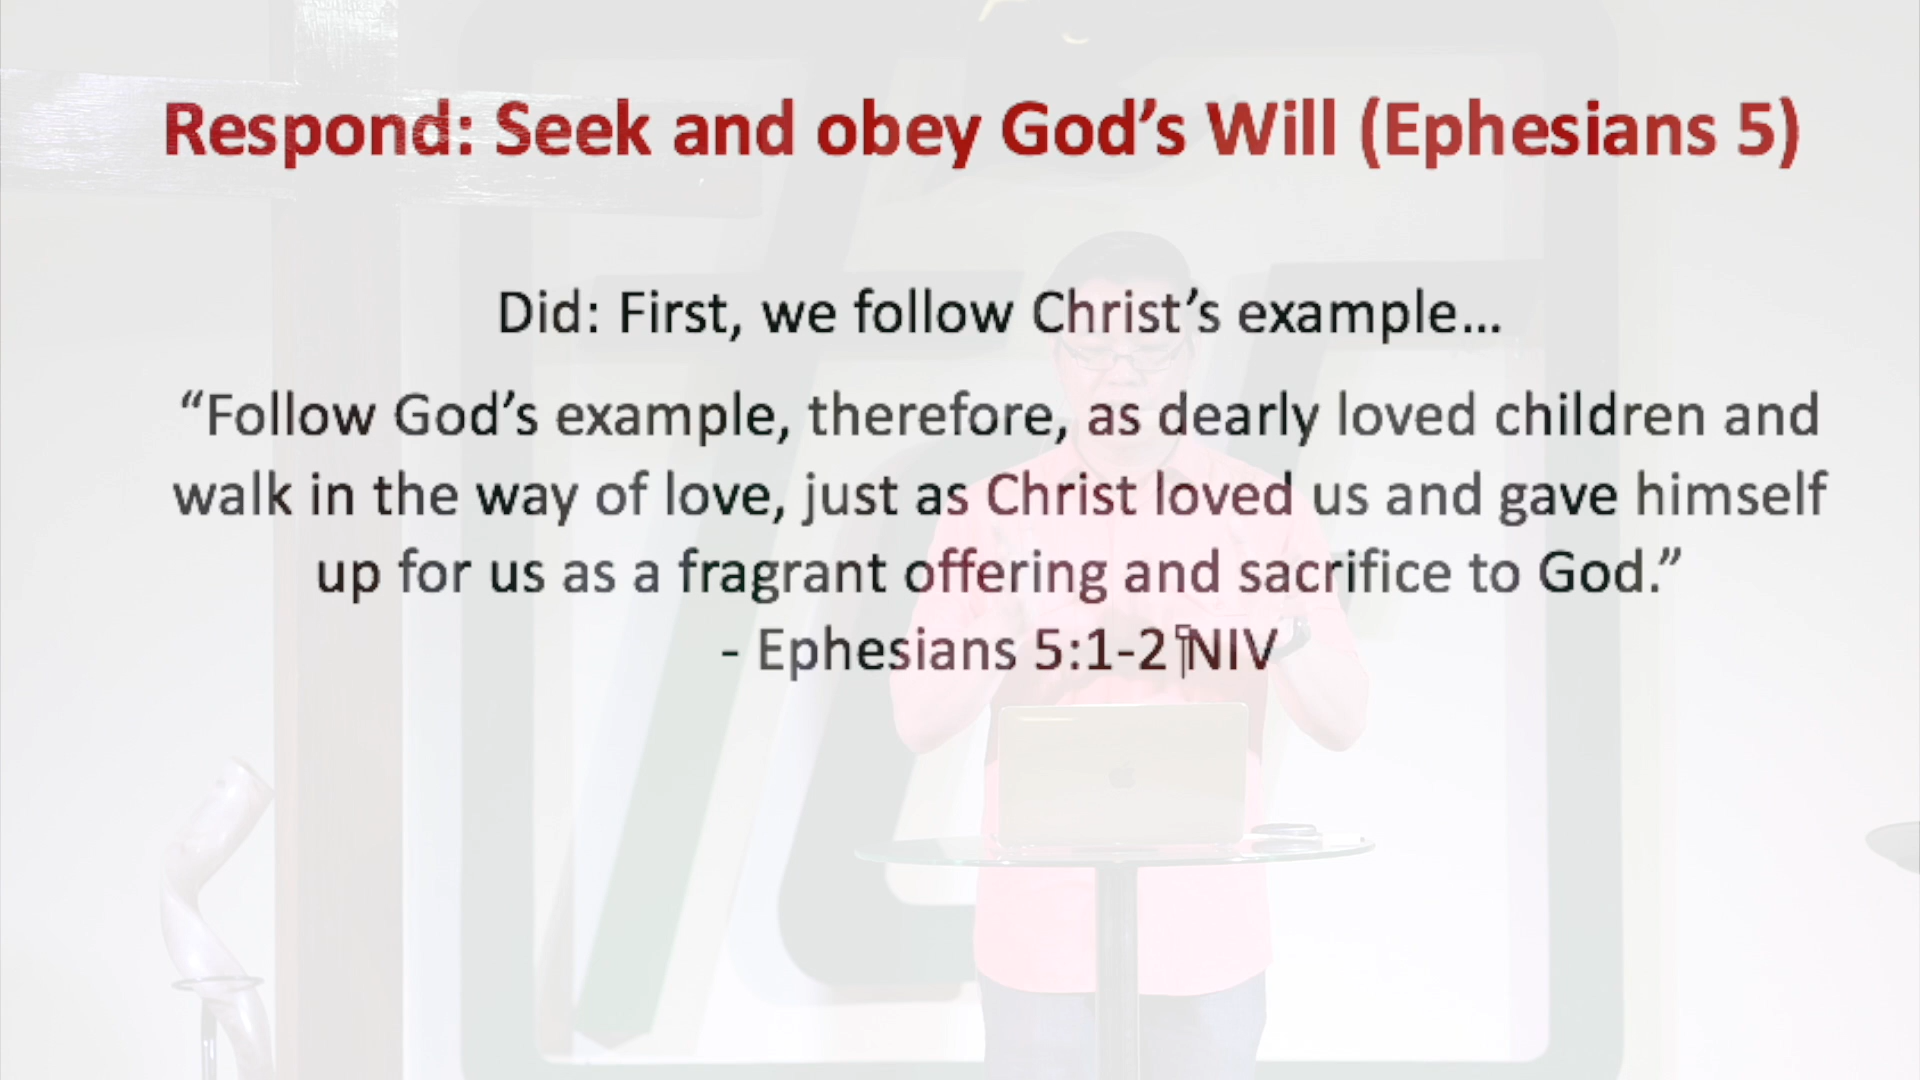 Respond: Seek and obey God’s Will (Ephesians 5)
Did: First, we follow Christ’s example…
“Follow God’s example, therefore, as dearly loved children and
walk in the way of love, just as Christ loved us and gave himself
up for us as a fragrant offering and sacrifice to God.”
- Ephesians 5:1-2 NIV